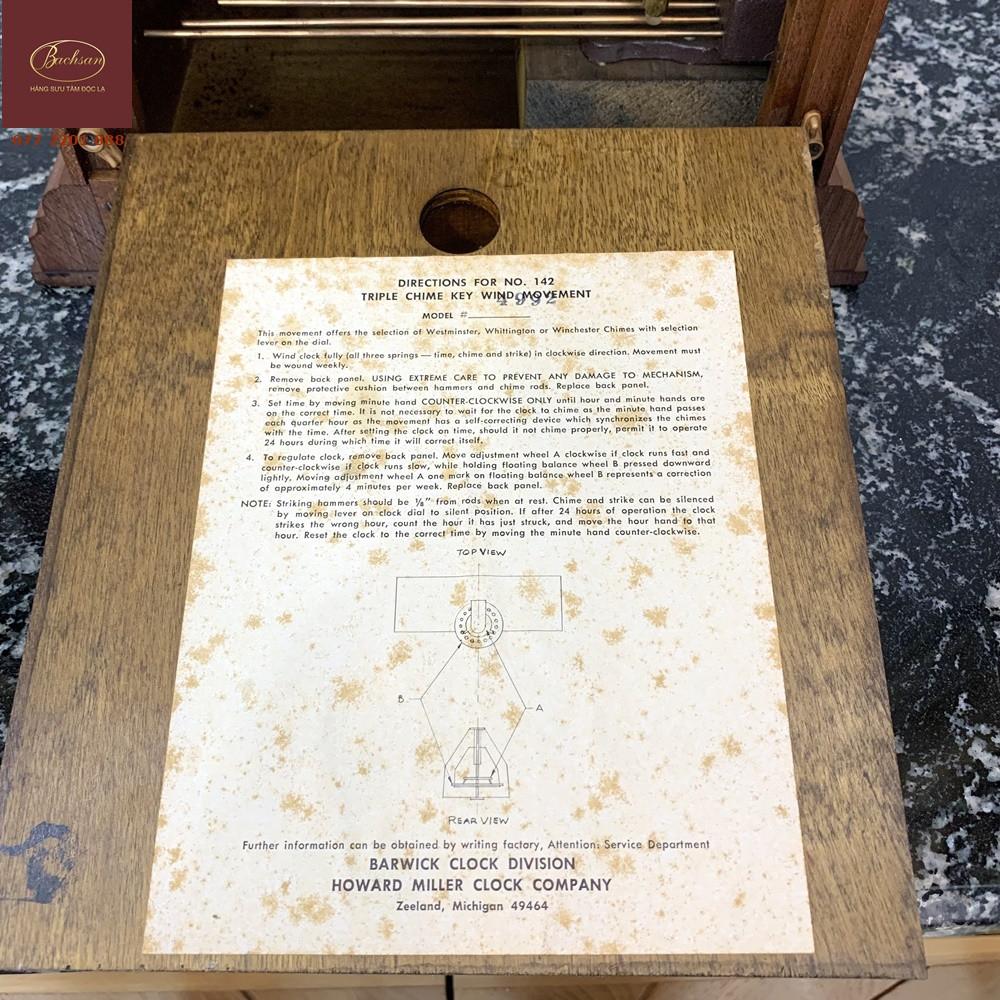 Bachsan
HÀNG SƯU TẦM ĐỘC LẠ
DIRECTIONS FOR NO. 142
TRIPLE CHIME KEY WIND MOVEMENT
4992
MODEL #
This movement offers the selection of Westminster, Whittington or Winchester Chimes with selection
lever on the dial.
1. Wind clock fully (all three springs — time, chime and strike) in clockwise direction. Movement must
be wound weekly.
2. Remove back panel. USING EXTREME CARE TO PREVENT ANY DAMAGE TO MECHANISM,
remove protective cushion between hammers and chime rods. Replace back panel.
3. Set time by moving minute hand COUNTER-CLOCKWISE ONLY until hour and minute hands are
on the correct time. It is not necessary to wait for the clock to chime as the minute hand passes
each quarter hour as the movement has a self-correcting device which synchronizes the chimes
with the time. After setting the clock on time, should it not chime properly, permit it to operate
24 hours during which time it will correct itself.
4. To regulate clock, remove back panel. Move adjustment wheel A clockwise if clock runs fast and
counter-clockwise if clock runs slow, while holding floating balance wheel B pressed downward
lightly. Moving adjustment wheel A one mark on floating balance wheel B represents a correction
of approximately 4 minutes per week. Replace back panel.
NOTE: Striking hammers should be ⅛" from rods when at rest. Chime and strike can be silenced
by moving lever on clock dial to silent position. If after 24 hours of operation the clock
strikes the wrong hour, count the hour it has just struck, and move the hour hand to that
hour. Reset the clock to the correct time by moving the minute hand counter-clockwise.
TOP VIEW
B
A
REAR VIEW
Further information can be obtained by writing factory, Attention: Service Department
BARWICK CLOCK DIVISION
HOWARD MILLER CLOCK COMPANY
Zeeland, Michigan 49464